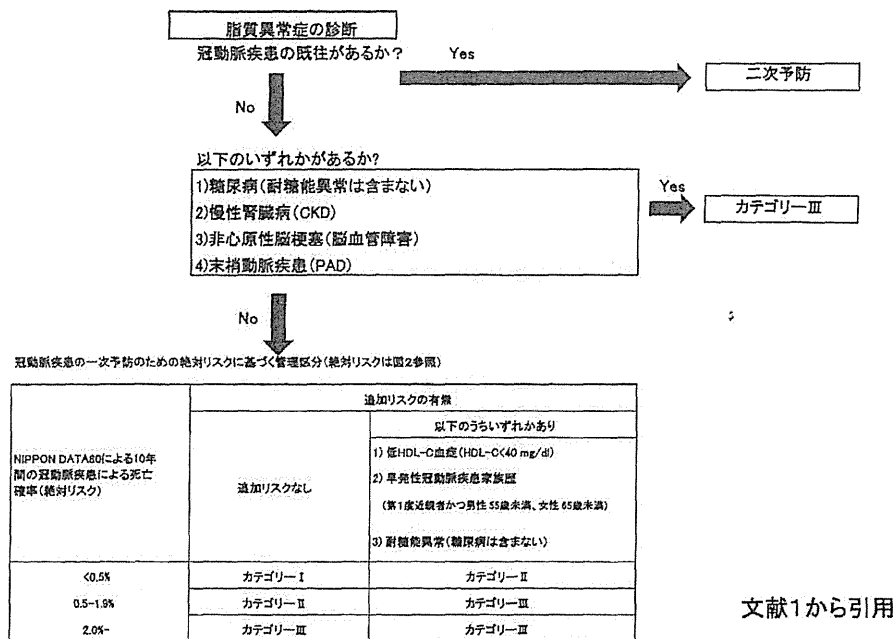 脂質異常症の診断
冠動脈疾患の既往があるか？
Yes
二次予防
No
以下のいずれかがあるか?
1)糖尿病(耐糖能異常は含まない)
2)慢性腎臓病(CKD)
3)非心原性脳梗塞(脳血管障害)
4)末梢動脈疾患(PAD)
Yes
カテゴリーⅢ
No
冠動脈疾患の一次予防のための絶対リスクに基づく管理区分(絶対リスクは図2参照)
追加リスクの有無
以下のうちいずれかあり
NIPPON DATA80による10年
間の冠動脈疾患による死亡
確率(絶対リスク)
追加リスクなし
1) 低HDL-C血症(HDL-C<40 mg/dl)
2) 早発性冠動脈疾患家族歴
(第1度近親者かつ男性 55歳未満、女性 65歳未満)
3) 耐糖能異常(糖尿病は含まない)
<0.5% カテゴリーⅠ カテゴリーⅡ
0.5-1.9% カテゴリーⅡ カテゴリーⅢ
2.0%- カテゴリーⅢ カテゴリーⅢ
文献1から引用